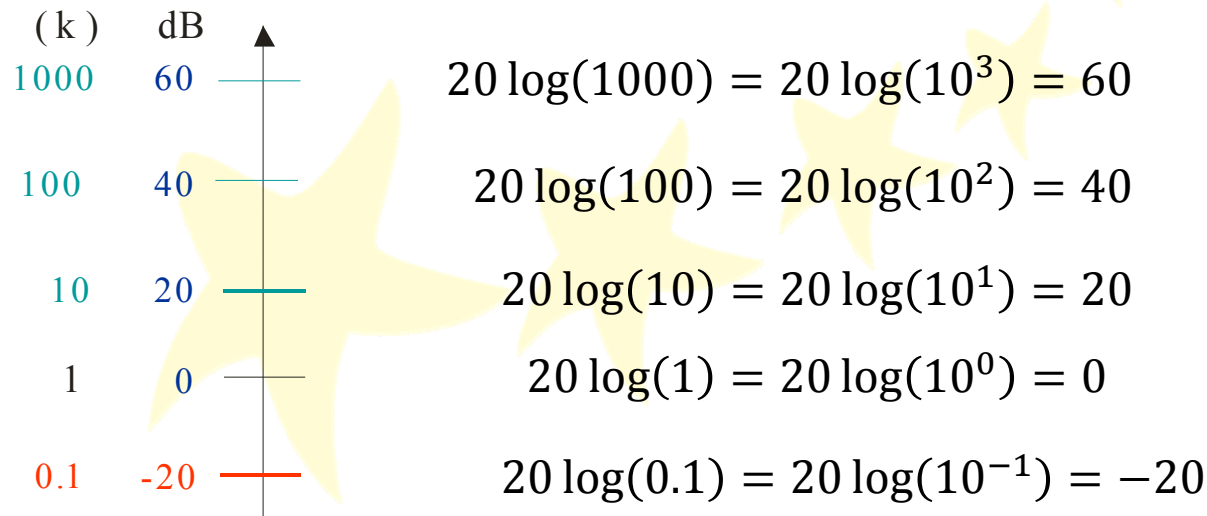 (k) dB
1000 60 20 log(1000) = 20 log(10³) = 60
100 40 20 log(100) = 20 log(10²) = 40
10 20 20 log(10) = 20 log(10¹) = 20
1 0 20 log(1) = 20 log(10⁰) = 0
0.1 -20 20 log(0.1) = 20 log(10⁻¹) = −20